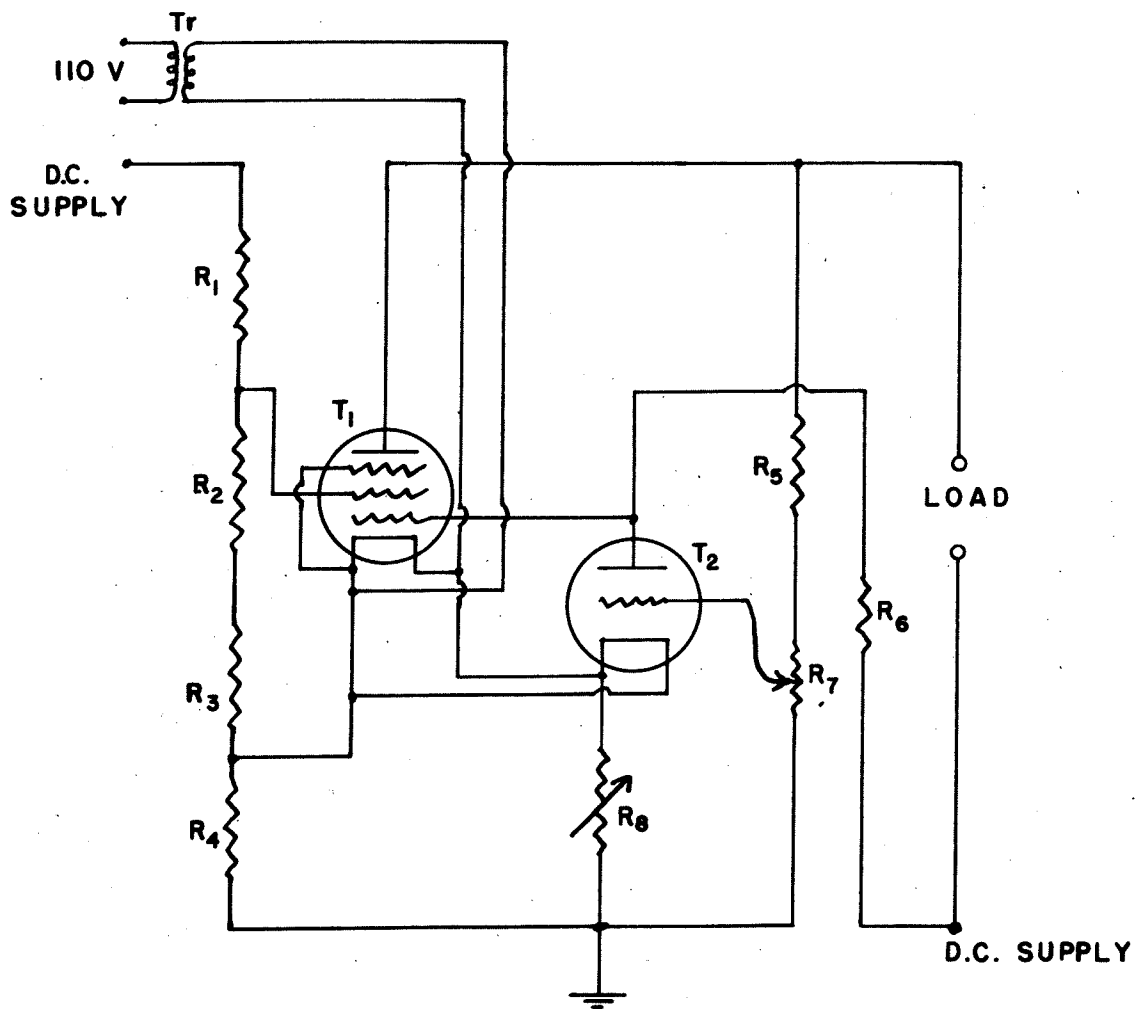 Tr
110 V
D.C.
SUPPLY
R1
T1
R2
R5
LOAD
T2
R6
R3
R7
R4
R8
D.C. SUPPLY